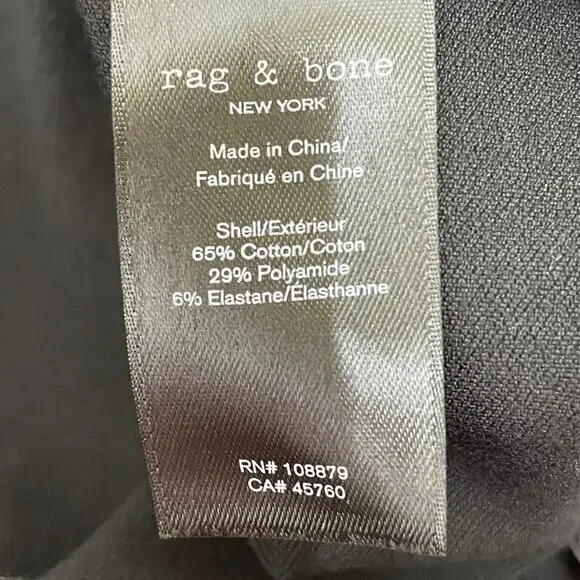 rag & bone
NEW YORK
Made in China/
Fabriqué en Chine
Shell/Extérieur
65% Cotton/Coton
29% Polyamide
6% Elastane/Élasthanne
RN# 108879
CA# 45760